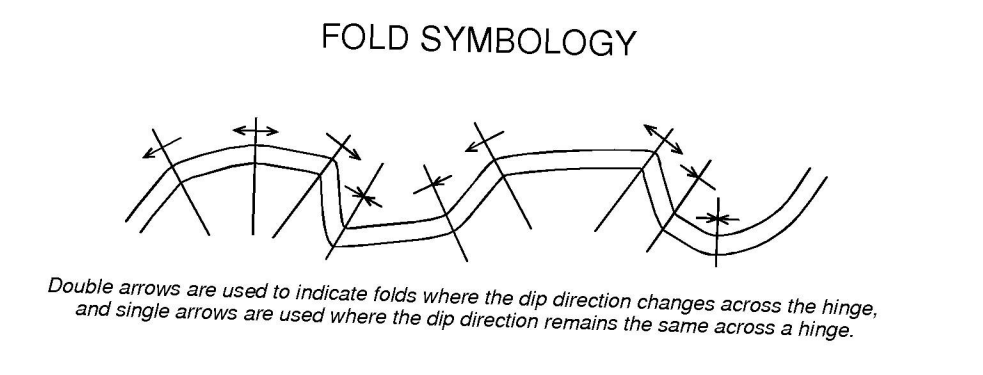 FOLD SYMBOLOGY
Double arrows are used to indicate folds where the dip direction changes across the hinge,
and single arrows are used where the dip direction remains the same across a hinge.